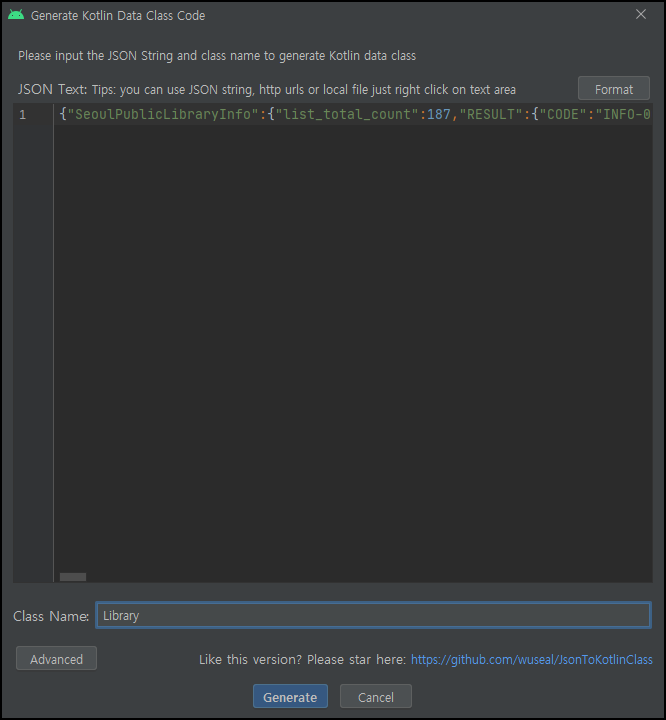 Generate Kotlin Data Class Code
Please input the JSON String and class name to generate Kotlin data class
JSON Text: Tips: you can use JSON string, http urls or local file just right click on text area
Format
1 {"SeoulPublicLibraryInfo":{"list_total_count":187,"RESULT":{"CODE":"INFO-0
Class Name: Library
Advanced
Like this version? Please star here: https://github.com/wuseal/JsonToKotlinClass
Generate
Cancel